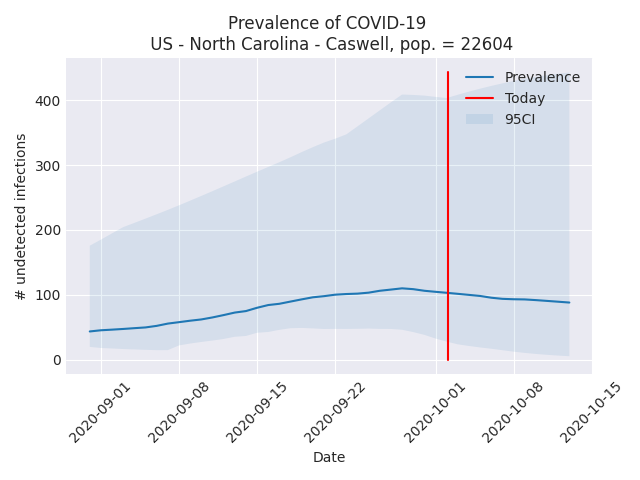 Prevalence of COVID-19
US - North Carolina - Caswell, pop. = 22604
Prevalence
Today
95CI
400
300
200
100
0
# undetected infections
2020-09-01
2020-09-08
2020-09-15
2020-09-22
2020-10-01
2020-10-08
2020-10-15
Date